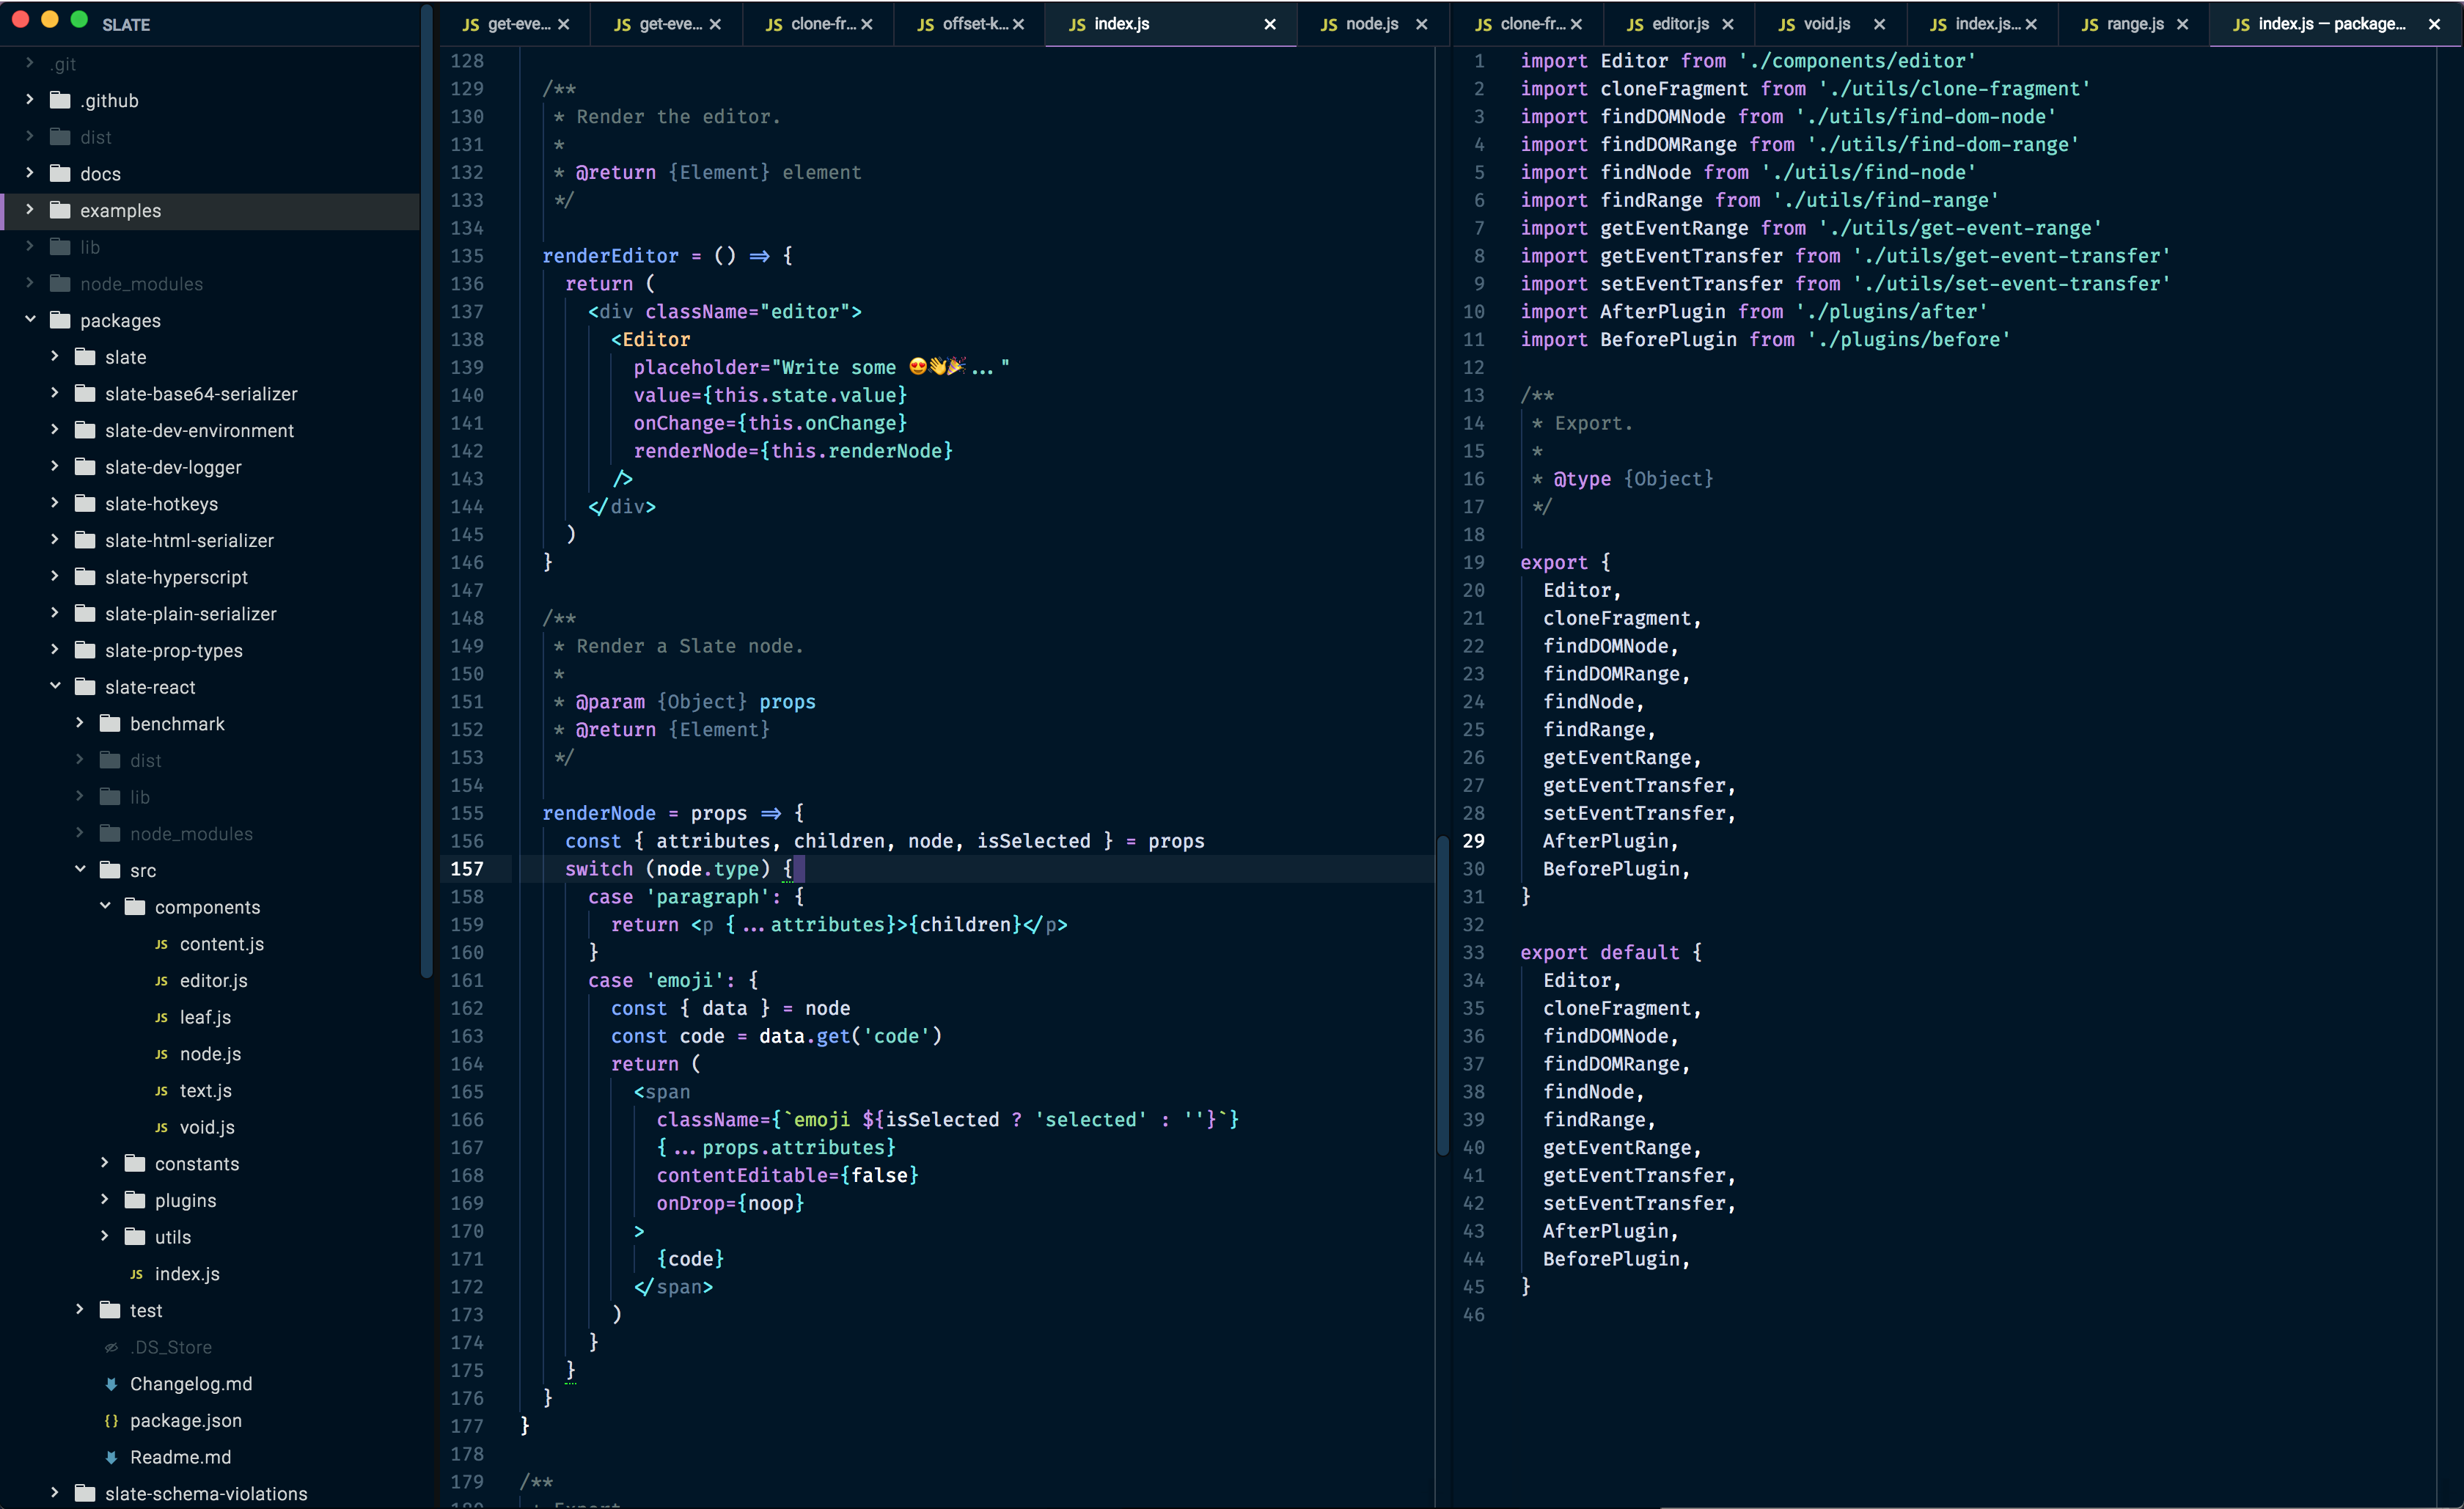 SLATE
.git
.github
dist
docs
examples
lib
node_modules
packages
slate
slate-base64-serializer
slate-dev-environment
slate-dev-logger
slate-hotkeys
slate-html-serializer
slate-hyperscript
slate-plain-serializer
slate-prop-types
slate-react
benchmark
dist
lib
node_modules
src
components
JS content.js
JS editor.js
JS leaf.js
JS node.js
JS text.js
JS void.js
constants
plugins
utils
JS index.js
test
.DS_Store
Changelog.md
{} package.json
Readme.md
slate-schema-violations
JS get-eve... × JS get-eve... × JS clone-fr... × JS offset-k... × JS index.js × JS node.js ×
128
129 /**
130 * Render the editor.
131 *
132 * @return {Element} element
133 */
134
135 renderEditor = () => {
136 return (
137 <div className="editor">
138 <Editor
139 placeholder="Write some 😍👋🎉..."
140 value={this.state.value}
141 onChange={this.onChange}
142 renderNode={this.renderNode}
143 />
144 </div>
145 )
146 }
147
148 /**
149 * Render a Slate node.
150 *
151 * @param {Object} props
152 * @return {Element}
153 */
154
155 renderNode = props => {
156 const { attributes, children, node, isSelected } = props
157 switch (node.type) {
158 case 'paragraph': {
159 return <p {...attributes}>{children}</p>
160 }
161 case 'emoji': {
162 const { data } = node
163 const code = data.get('code')
164 return (
165 <span
166 className={`emoji ${isSelected ? 'selected' : ''}`}
167 {...props.attributes}
168 contentEditable={false}
169 onDrop={noop}
170 >
171 {code}
172 </span>
173 )
174 }
175 }
176 }
177 }
178
179 /**
JS clone-fr... × JS editor.js × JS void.js × JS index.js... × JS range.js × JS index.js — package... ×
1 import Editor from './components/editor'
2 import cloneFragment from './utils/clone-fragment'
3 import findDOMNode from './utils/find-dom-node'
4 import findDOMRange from './utils/find-dom-range'
5 import findNode from './utils/find-node'
6 import findRange from './utils/find-range'
7 import getEventRange from './utils/get-event-range'
8 import getEventTransfer from './utils/get-event-transfer'
9 import setEventTransfer from './utils/set-event-transfer'
10 import AfterPlugin from './plugins/after'
11 import BeforePlugin from './plugins/before'
12
13 /**
14 * Export.
15 *
16 * @type {Object}
17 */
18
19 export {
20 Editor,
21 cloneFragment,
22 findDOMNode,
23 findDOMRange,
24 findNode,
25 findRange,
26 getEventRange,
27 getEventTransfer,
28 setEventTransfer,
29 AfterPlugin,
30 BeforePlugin,
31 }
32
33 export default {
34 Editor,
35 cloneFragment,
36 findDOMNode,
37 findDOMRange,
38 findNode,
39 findRange,
40 getEventRange,
41 getEventTransfer,
42 setEventTransfer,
43 AfterPlugin,
44 BeforePlugin,
45 }
46